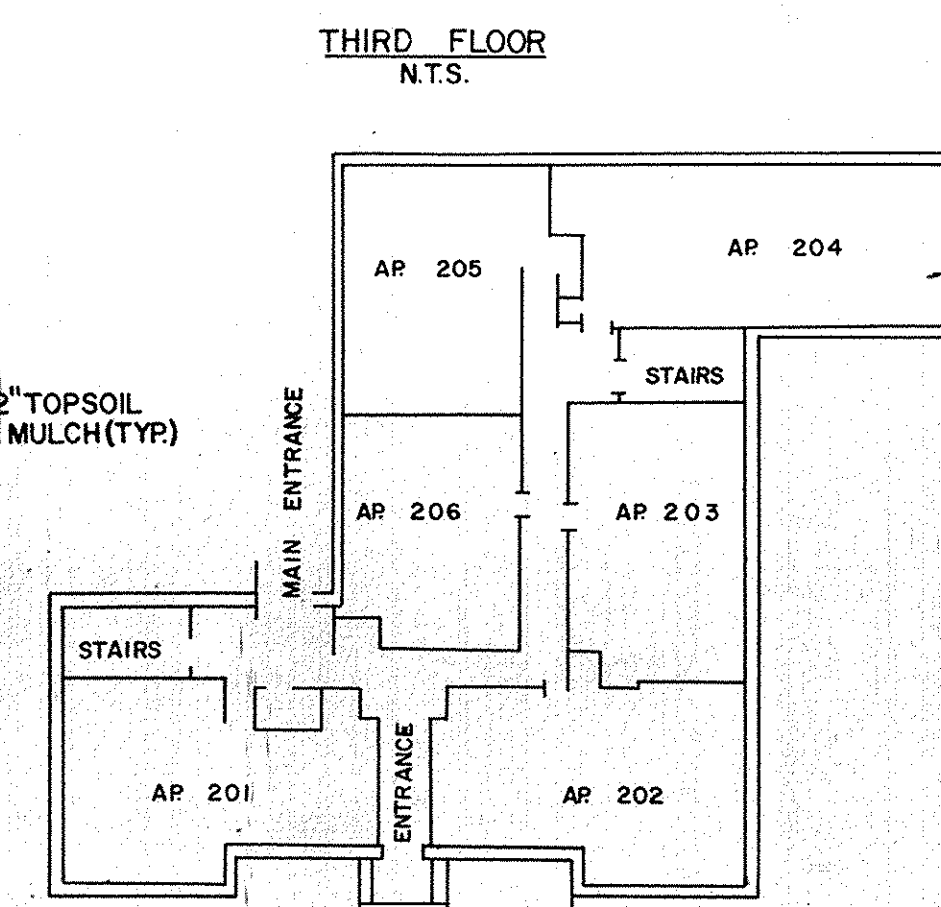 THIRD FLOOR
N.T.S.
AP. 205
AP. 204
STAIRS
2" TOPSOIL
MULCH (TYP.)
MAIN ENTRANCE
AP. 206
AP. 203
STAIRS
AP. 201
ENTRANCE
AP. 202